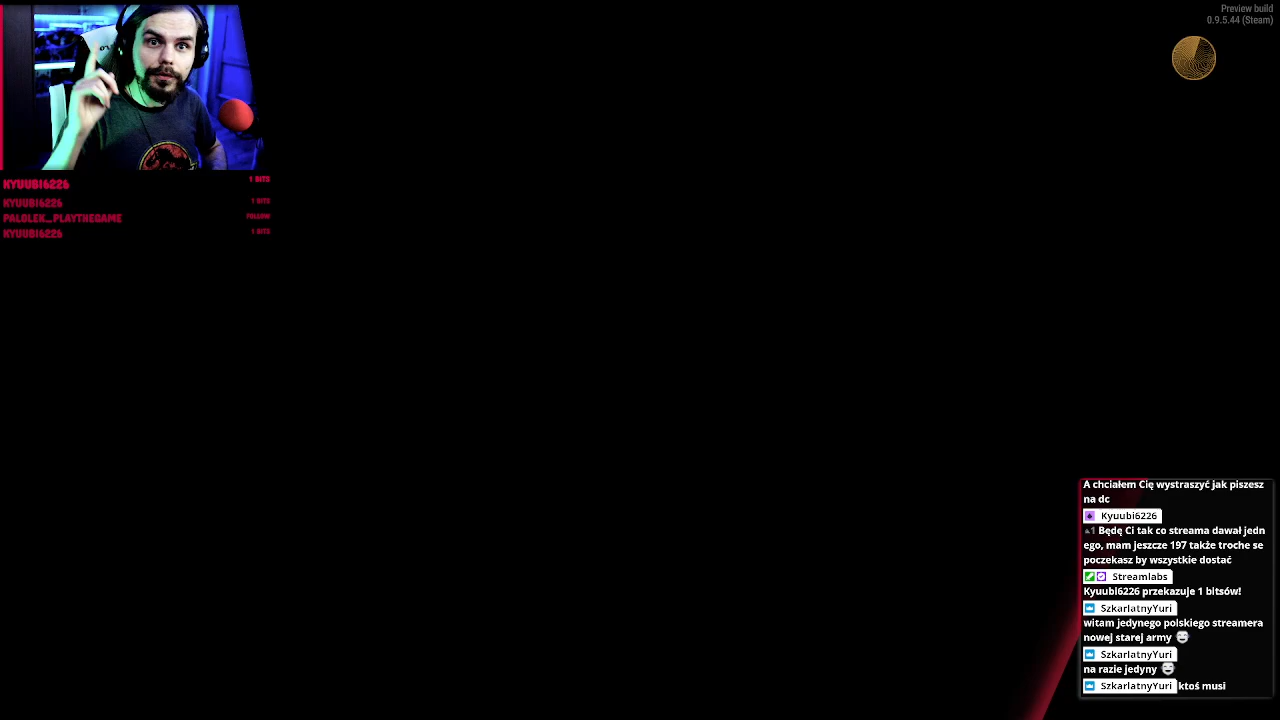 Preview build
0.9.5.44 (Steam)
KYUUBI6226 1 BITS
KYUUBI6226 1 BITS
PALOLEK_PLAYTHEGAME FOLLOW
KYUUBI6226 1 BITS
A chciałem Cię wystraszyć jak piszesz
na dc
Kyuubi6226
1 Będę Ci tak co streama dawał jedn
ego, mam jeszcze 197 także troche se
poczekasz by wszystkie dostać
Streamlabs
Kyuubi6226 przekazuje 1 bitsów!
SzkarlatnyYuri
witam jedynego polskiego streamera
nowej starej army
SzkarlatnyYuri
na razie jedyny
SzkarlatnyYuri ktoś musi